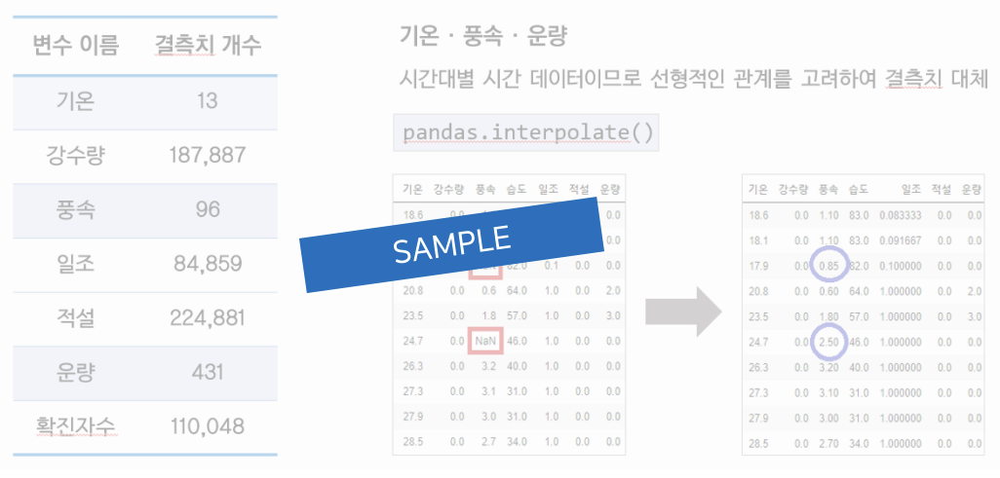 변수 이름 결측치 개수
기온 13
강수량 187,887
풍속 96
일조 84,859
적설 224,881
운량 431
확진자수 110,048
기온 · 풍속 · 운량
시간대별 시간 데이터이므로 선형적인 관계를 고려하여 결측치 대체
pandas.interpolate()
기온 강수량 풍속 습도 일조 적설 운량
18.6 0.0 0.0
0.0
82.0 0.1 0.0 0.0
20.8 0.0 0.6 64.0 1.0 0.0 2.0
23.5 0.0 1.8 57.0 1.0 0.0 3.0
24.7 0.0 NaN 46.0 1.0 0.0 0.0
26.3 0.0 3.2 40.0 1.0 0.0 0.0
27.3 0.0 3.1 31.0 1.0 0.0 0.0
27.9 0.0 3.0 31.0 1.0 0.0 0.0
28.5 0.0 2.7 34.0 1.0 0.0 0.0
SAMPLE
기온 강수량 풍속 습도 일조 적설 운량
18.6 0.0 1.10 83.0 0.083333 0.0 0.0
18.1 0.0 1.10 83.0 0.091667 0.0 0.0
17.9 0.0 0.85 82.0 0.100000 0.0 0.0
20.8 0.0 0.60 64.0 1.000000 0.0 2.0
23.5 0.0 1.80 57.0 1.000000 0.0 3.0
24.7 0.0 2.50 46.0 1.000000 0.0 0.0
26.3 0.0 3.20 40.0 1.000000 0.0 0.0
27.3 0.0 3.10 31.0 1.000000 0.0 0.0
27.9 0.0 3.00 31.0 1.000000 0.0 0.0
28.5 0.0 2.70 34.0 1.000000 0.0 0.0